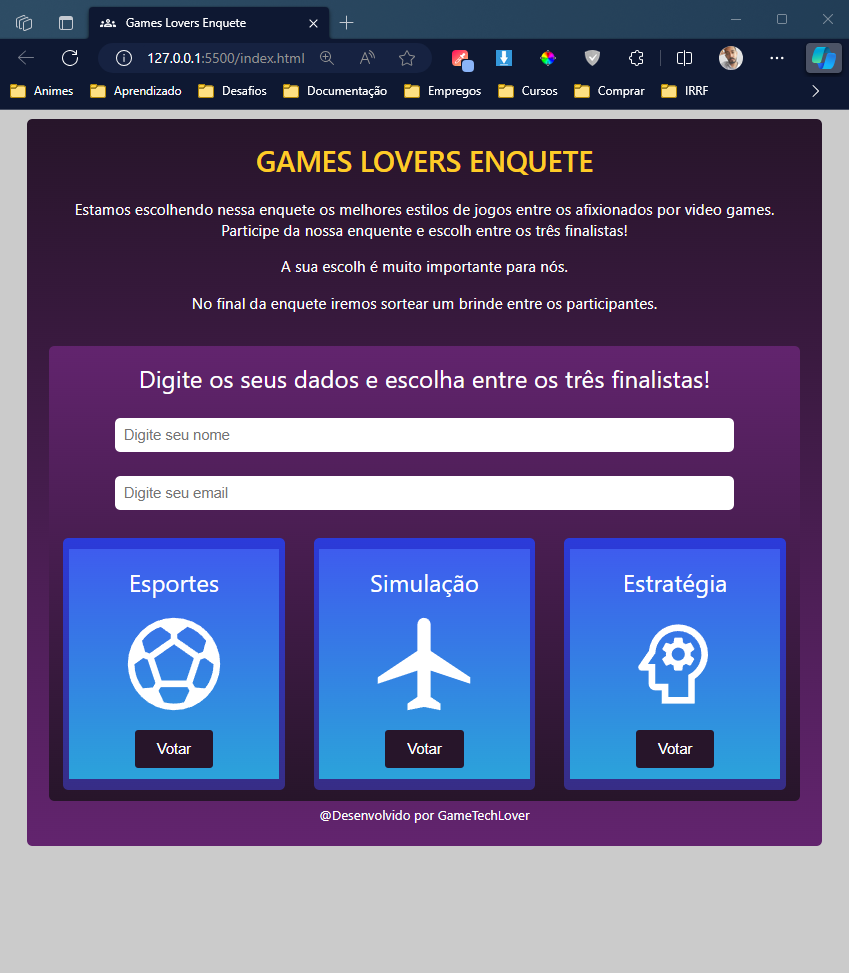 Games Lovers Enquete
127.0.0.1:5500/index.html
Animes Aprendizado Desafios Documentação Empregos Cursos Comprar IRRF
GAMES LOVERS ENQUETE
Estamos escolhendo nessa enquete os melhores estilos de jogos entre os afixionados por video games.
Participe da nossa enquente e escolh entre os três finalistas!
A sua escolh é muito importante para nós.
No final da enquete iremos sortear um brinde entre os participantes.
Digite os seus dados e escolha entre os três finalistas!
Digite seu nome
Digite seu email
Esportes Simulação Estratégia
Votar Votar Votar
@Desenvolvido por GameTechLover